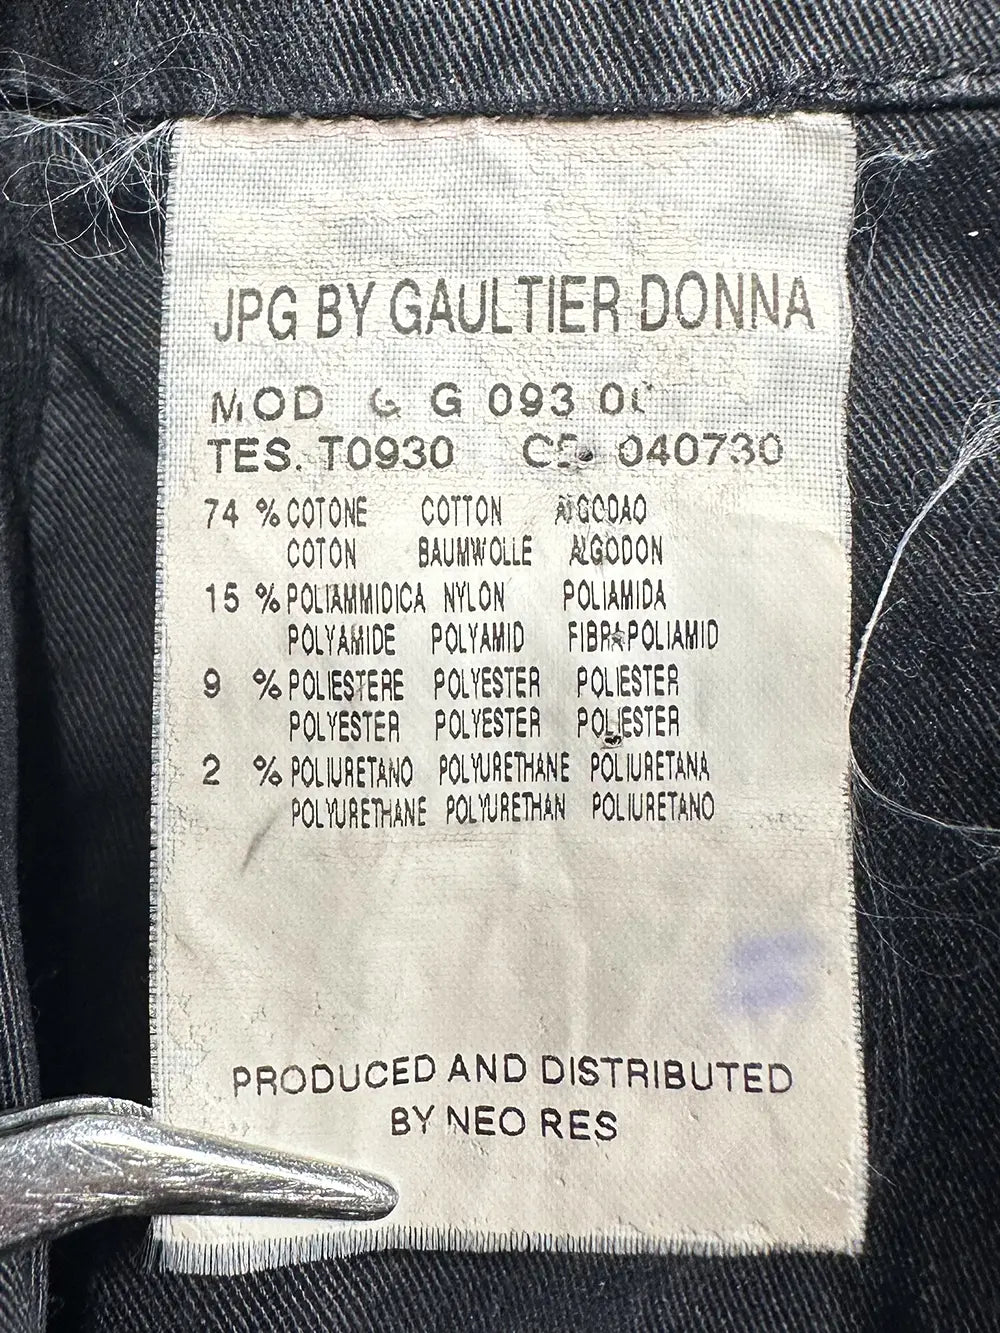 JPG BY GAULTIER DONNA
MOD G G 093
TES. T0930 040730
74 % COTONE COTTON ALGODAO
COTON BAUMWOLLE ALGODON
15 % POLIAMMIDICA NYLON POLIAMIDA
POLYAMIDE POLYAMID FIBRA POLIAMID
9 % POLIESTERE POLYESTER POLIESTER
POLYESTER POLYESTER POLIESTER
2 % POLIURETANO POLYURETHANE POLIURETANA
POLYURETHANE POLYURETHAN POLIURETANO
PRODUCED AND DISTRIBUTED
BY NEO RES